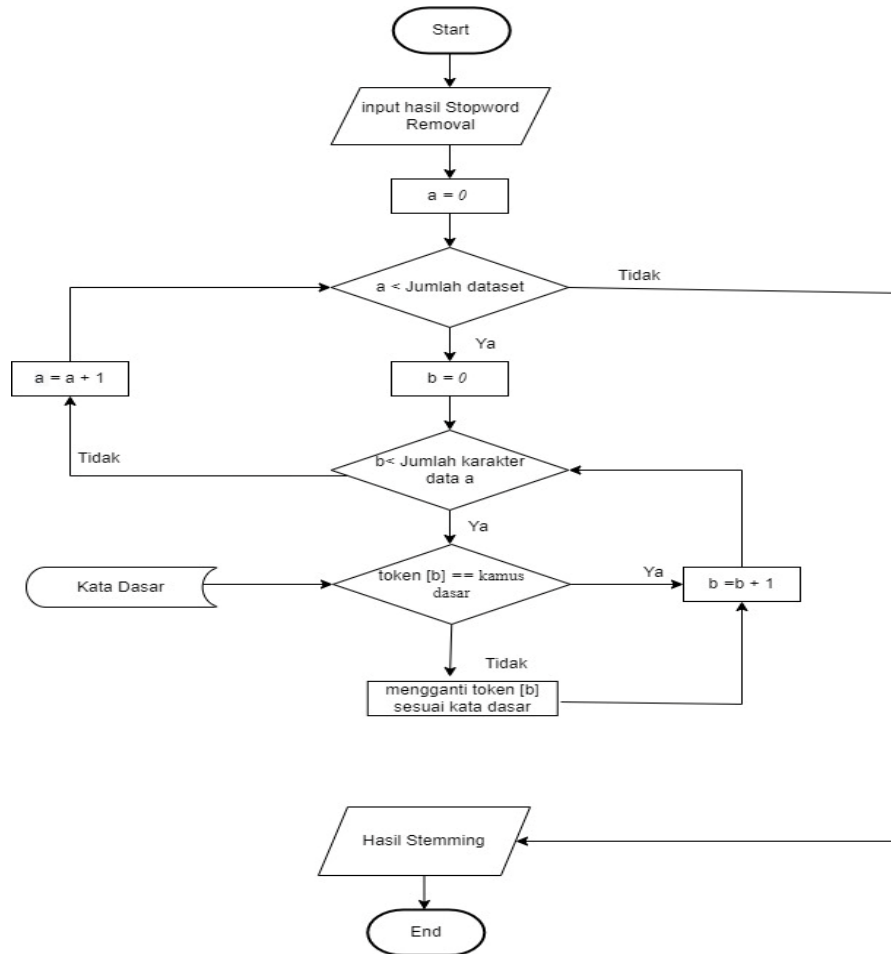 Start
input hasil Stopword
Removal
a = 0
a < Jumlah dataset
Tidak
Ya
a = a + 1
b = 0
Tidak
b< Jumlah karakter
data a
Ya
Kata Dasar
token [b] == kamus
dasar
Ya
b =b + 1
Tidak
mengganti token [b]
sesuai kata dasar
Hasil Stemming
End